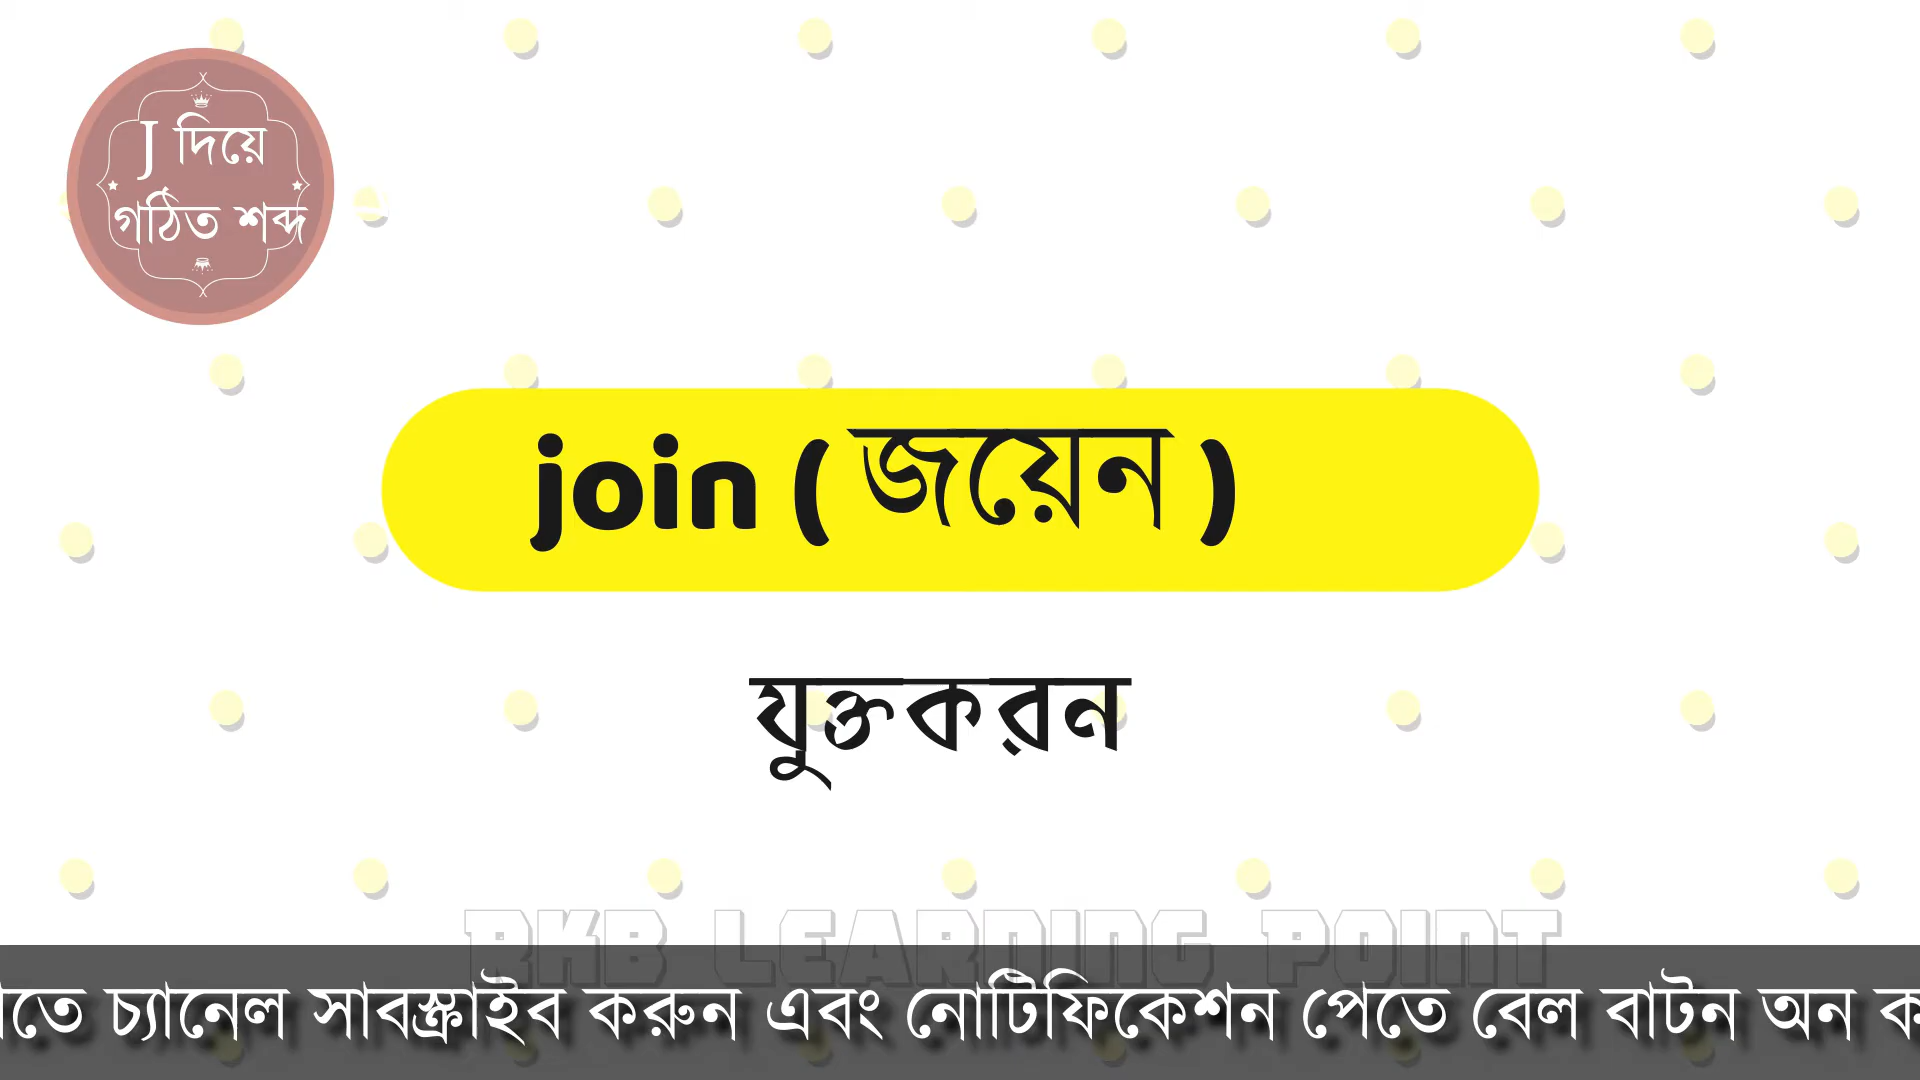 J দিয়ে
গঠিত শব্দ
join ( জয়েন )
যুক্তকরন
RKB LEARNING POINT
তে চ্যানেল সাবস্ক্রাইব করুন এবং নোটিফিকেশন পেতে বেল বাটন অন